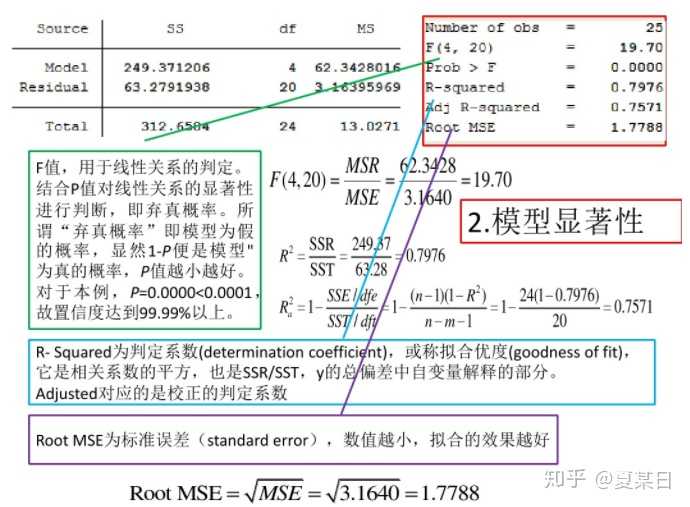 Source SS df MS
Model 249.371206 4 62.3428016
Residual 63.2791938 20 3.16395969
Total 312.6504 24 13.0271
Number of obs = 25
F(4, 20) = 19.70
Prob > F = 0.0000
R-squared = 0.7976
Adj R-squared = 0.7571
Root MSE = 1.7788
F值，用于线性关系的判定。
结合P值对线性关系的显著性
进行判断，即弃真概率。所
谓“弃真概率”即模型为假
的概率，显然1-P便是模型"
为真的概率，P值越小越好。
对于本例，P=0.0000<0.0001，
故置信度达到99.99%以上。
F(4,20) = MSR/MSE = 62.3428/3.1640 = 19.70
2.模型显著性
R² = SSR/SST = 249.37/63.28 = 0.7976
R²a = 1 - (SSE/dfe)/(SST/dft) = 1 - (n-1)(1-R²)/(n-m-1) = 1 - 24(1-0.7976)/20 = 0.7571
R- Squared为判定系数(determination coefficient)，或称拟合优度(goodness of fit)，
它是相关系数的平方，也是SSR/SST，y的总偏差中自变量解释的部分。
Adjusted对应的是校正的判定系数
Root MSE为标准误差（standard error），数值越小，拟合的效果越好
Root MSE = √MSE = √3.1640 = 1.7788
知乎 @夏某日